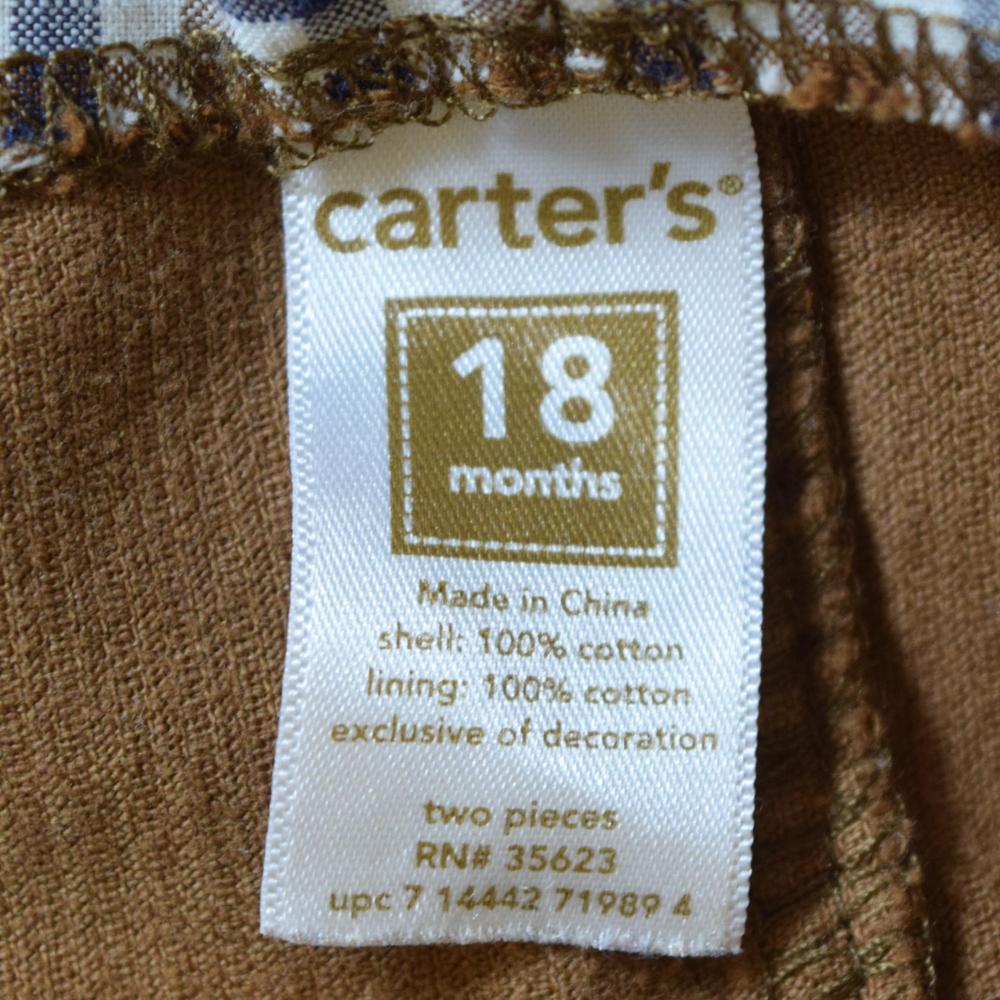 carter's®
18
months
Made in China
shell: 100% cotton
lining: 100% cotton
exclusive of decoration
two pieces
RN# 35623
upc 7 14442 71989 4